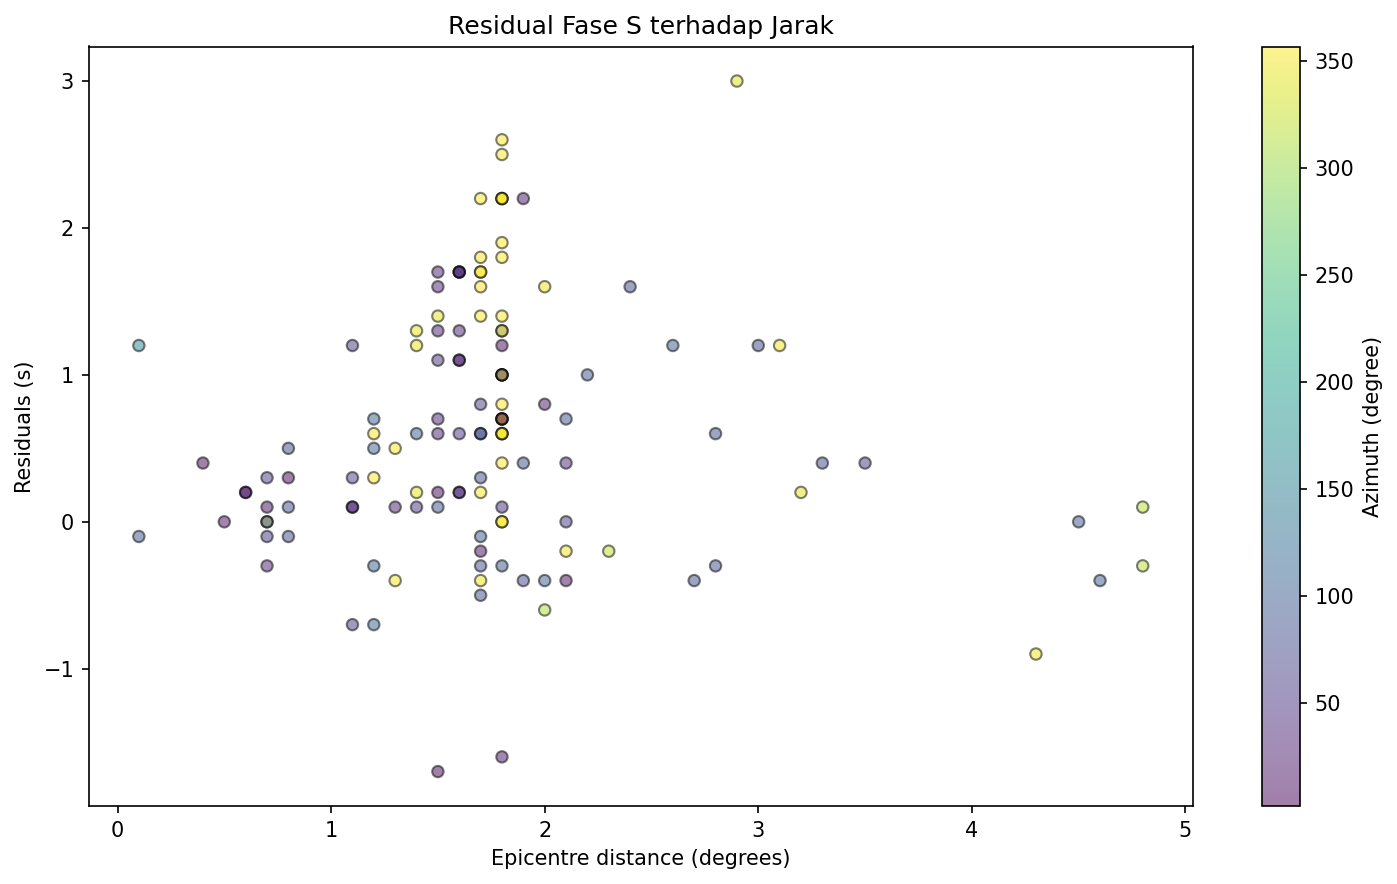 Residual Fase S terhadap Jarak
Residuals (s)
3
2
1
0
−1
0 1 2 3 4 5
Epicentre distance (degrees)
350
300
250
200
150
100
50
Azimuth (degree)